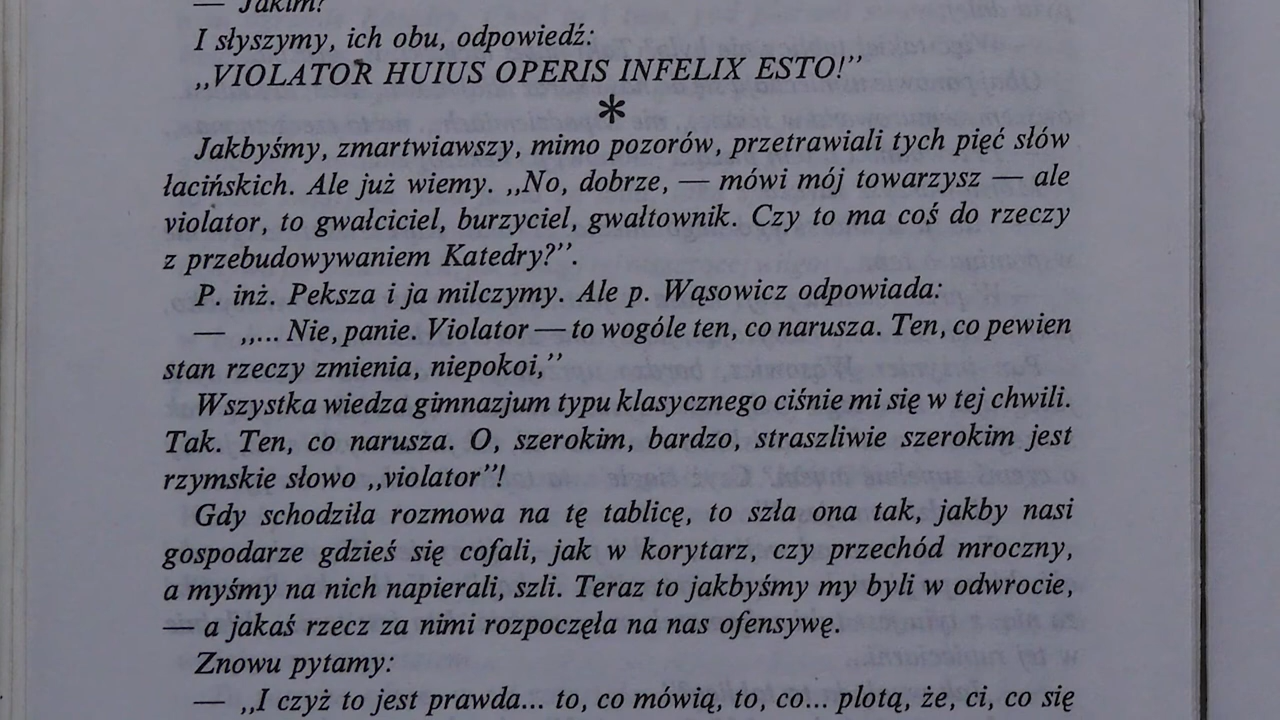 — Jakim?
I słyszymy, ich obu, odpowiedź:
„VIOLATOR HUIUS OPERIS INFELIX ESTO!”
*
Jakbyśmy, zmartwiawszy, mimo pozorów, przetrawiali tych pięć słów
łacińskich. Ale już wiemy. „No, dobrze, — mówi mój towarzysz — ale
violator, to gwałciciel, burzyciel, gwałtownik. Czy to ma coś do rzeczy
z przebudowywaniem Katedry?”.
P. inż. Peksza i ja milczymy. Ale p. Wąsowicz odpowiada:
— „... Nie, panie. Violator — to wogóle ten, co narusza. Ten, co pewien
stan rzeczy zmienia, niepokoi,”
Wszystka wiedza gimnazjum typu klasycznego ciśnie mi się w tej chwili.
Tak. Ten, co narusza. O, szerokim, bardzo, straszliwie szerokim jest
rzymskie słowo „violator”!
Gdy schodziła rozmowa na tę tablicę, to szła ona tak, jakby nasi
gospodarze gdzieś się cofali, jak w korytarz, czy przechód mroczny,
a myśmy na nich napierali, szli. Teraz to jakbyśmy my byli w odwrocie,
— a jakaś rzecz za nimi rozpoczęła na nas ofensywę.
Znowu pytamy:
— „I czyż to jest prawda... to, co mówią, to, co... plotą, że, ci, co się